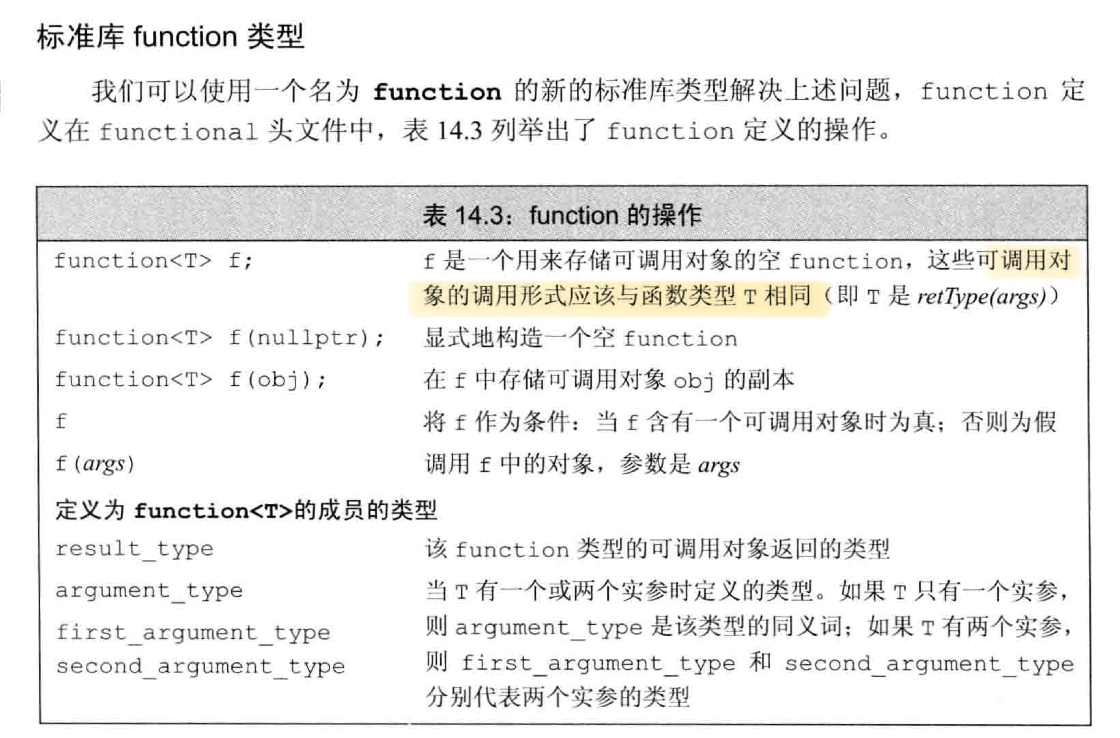 标准库 function 类型
我们可以使用一个名为 function 的新的标准库类型解决上述问题，function 定
义在 functional 头文件中，表 14.3 列举出了 function 定义的操作。
表 14.3：function 的操作
function<T> f; f 是一个用来存储可调用对象的空 function，这些可调用对
象的调用形式应该与函数类型 T 相同（即 T 是 retType(args)）
function<T> f(nullptr); 显式地构造一个空 function
function<T> f(obj); 在 f 中存储可调用对象 obj 的副本
f 将 f 作为条件：当 f 含有一个可调用对象时为真；否则为假
f(args) 调用 f 中的对象，参数是 args
定义为 function<T>的成员的类型
result_type 该 function 类型的可调用对象返回的类型
argument_type 当 T 有一个或两个实参时定义的类型。如果 T 只有一个实参，
first_argument_type 则 argument_type 是该类型的同义词；如果 T 有两个实参，
second_argument_type 则 first_argument_type 和 second_argument_type
分别代表两个实参的类型